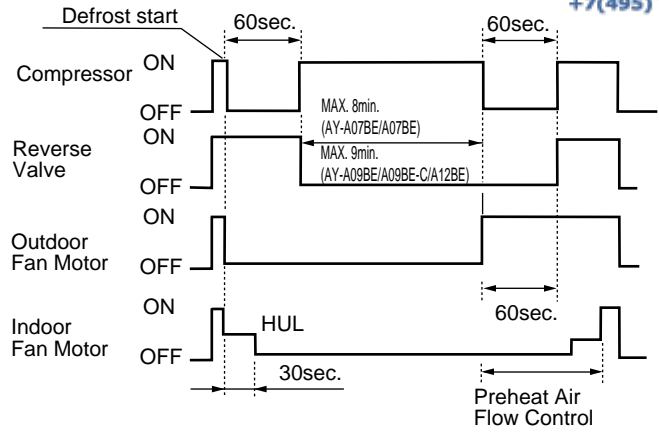 +7(495)
Defrost start
60sec.
60sec.
Compressor
ON
OFF
MAX. 8min.
(AY-A07BE/A07BE)
MAX. 9min.
(AY-A09BE/A09BE-C/A12BE)
Reverse
Valve
ON
OFF
Outdoor
Fan Motor
ON
OFF
60sec.
Indoor
Fan Motor
ON
OFF
HUL
30sec.
Preheat Air
Flow Control